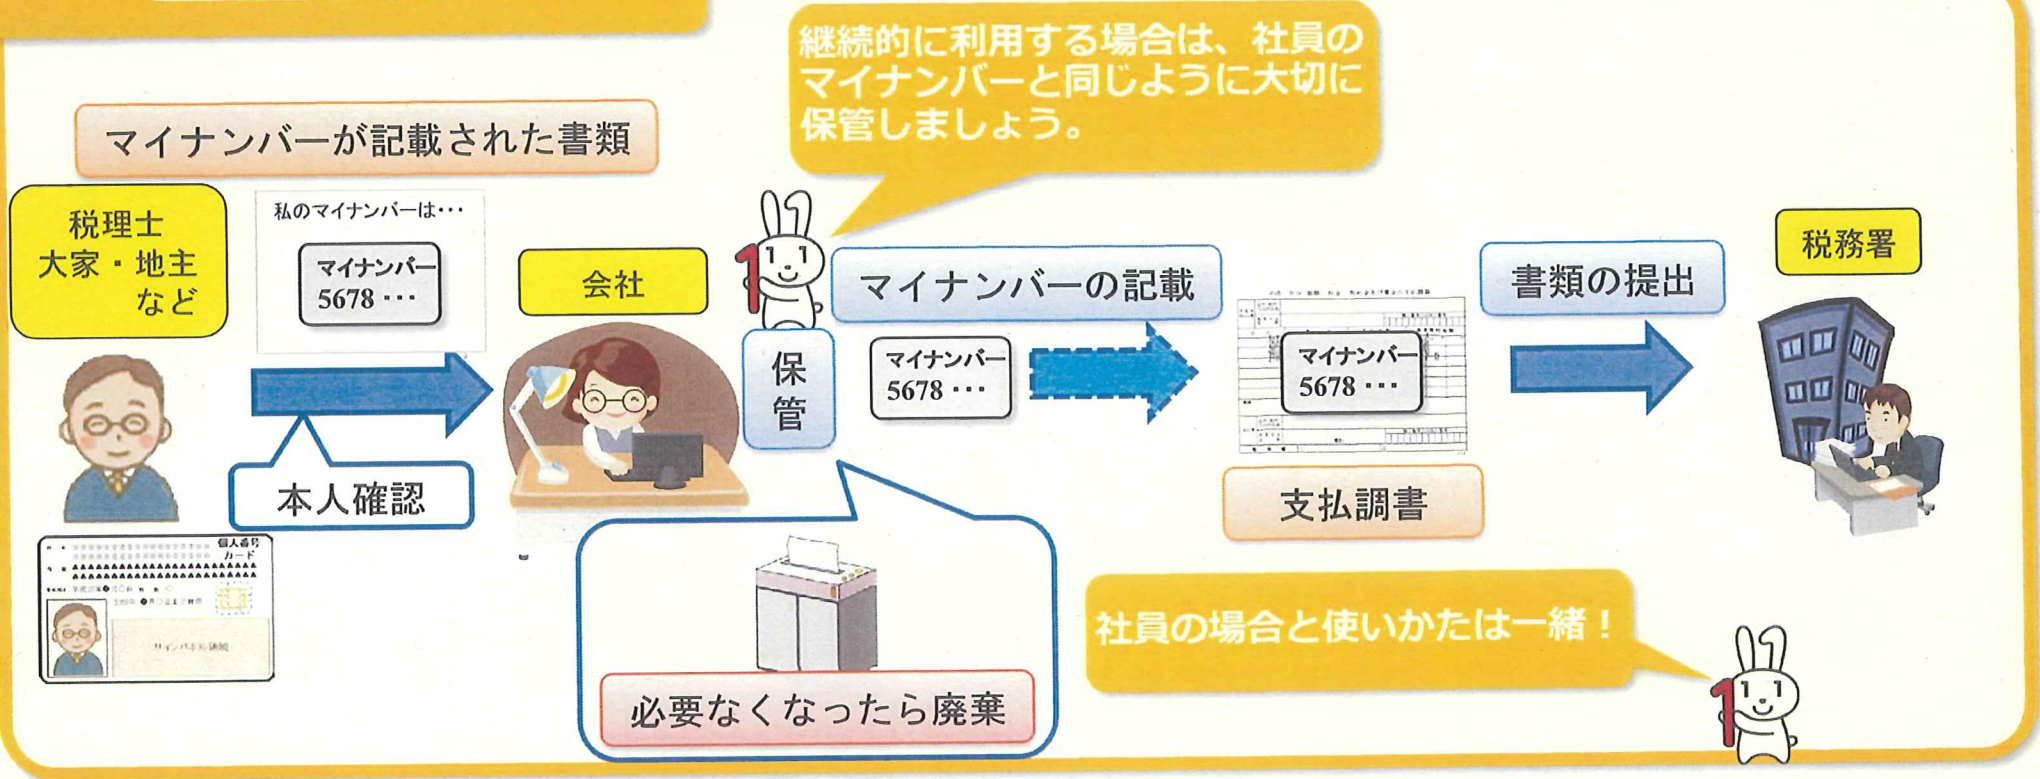 継続的に利用する場合は、社員の
マイナンバーと同じように大切に
保管しましょう。
マイナンバーが記載された書類
税理士
大家・地主
など
私のマイナンバーは・・・
マイナンバー
5678 ・・・
会社
保
管
マイナンバーの記載
マイナンバー
5678 ・・・
マイナンバー
5678 ・・・
書類の提出
税務署
本人確認
支払調書
個人番号
カード
必要なくなったら廃棄
社員の場合と使いかたは一緒！